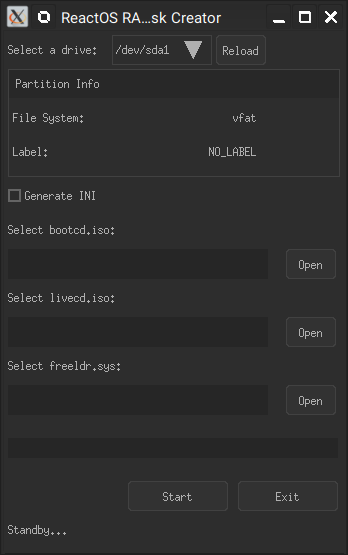 ReactOS RA...sk Creator
Select a drive: /dev/sda1 Reload
Partition Info
File System: vfat
Label: NO_LABEL
Generate INI
Select bootcd.iso:
Open
Select livecd.iso:
Open
Select freeldr.sys:
Open
Start Exit
Standby...